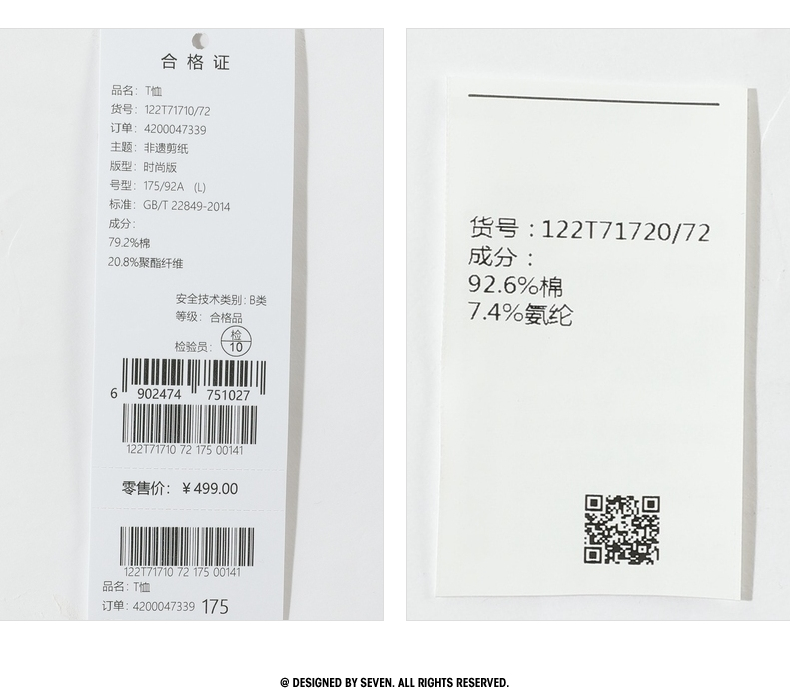 合格证
品名：T恤
货号：122T71710/72
订单：4200047339
主题：非遗剪纸
版型：时尚版
号型：175/92A (L)
标准：GB/T 22849-2014
成分：
79.2%棉
20.8%聚酯纤维
安全技术类别：B类
等级：合格品
检验员：检 10
6 902474 751027
122T71710 72 175 00141
零售价：¥499.00
122T71710 72 175 00141
品名：T恤
订单：4200047339 175
货号：122T71720/72
成分：
92.6%棉
7.4%氨纶
@ DESIGNED BY SEVEN. ALL RIGHTS RESERVED.